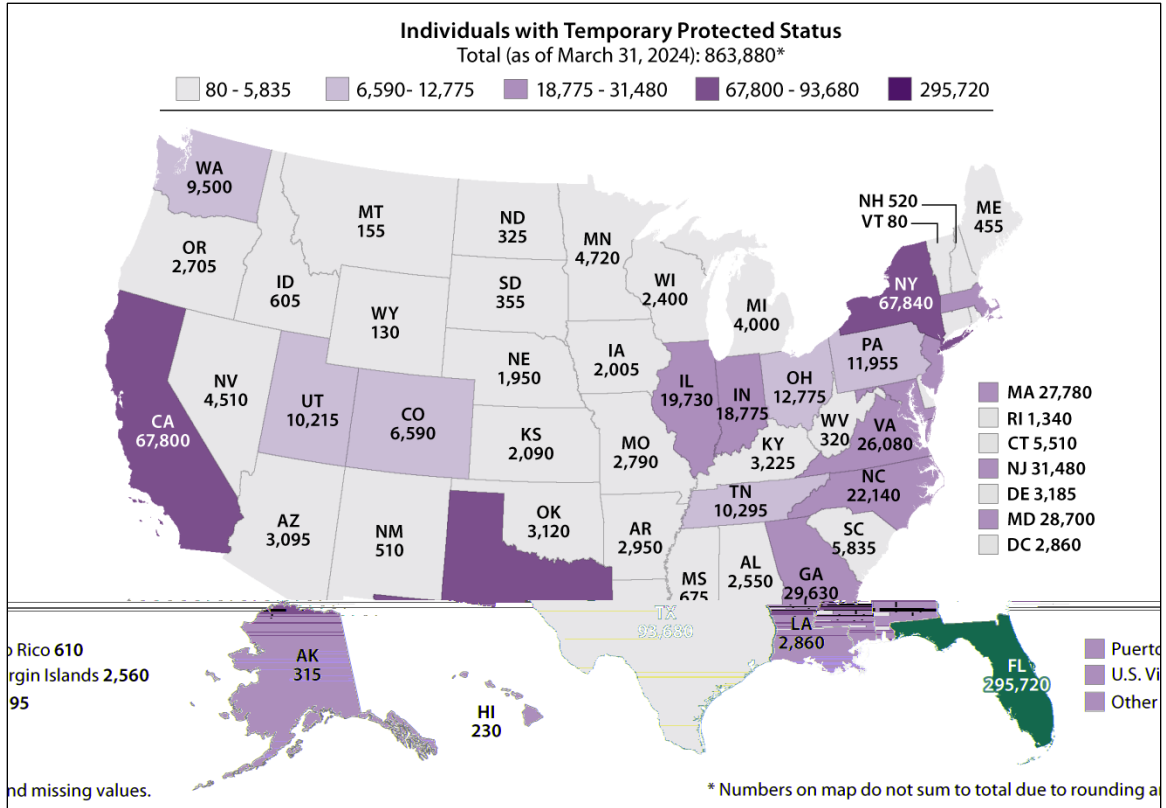 Individuals with Temporary Protected Status
Total (as of March 31, 2024): 863,880*
80 - 5,835
6,590- 12,775
18,775 - 31,480
67,800 - 93,680
295,720
WA
9,500
MT
155
ND
325
MN
4,720
NH 520
VT 80
ME
455
OR
2,705
ID
605
WY
130
SD
355
WI
2,400
MI
4,000
NY
67,840
NV
4,510
UT
10,215
CO
6,590
NE
1,950
IA
2,005
IL
19,730
IN
18,775
OH
12,775
PA
11,955
CA
67,800
KS
2,090
MO
2,790
KY
3,225
WV
320
VA
26,080
MA 27,780
RI 1,340
CT 5,510
NJ 31,480
DE 3,185
MD 28,700
DC 2,860
AZ
3,095
NM
510
OK
3,120
AR
2,950
TN
10,295
NC
22,140
SC
5,835
MS
675
AL
2,550
GA
29,630
TX
93,680
LA
2,860
FL
295,720
AK
315
HI
230
o Rico 610
rgin Islands 2,560
95
Puerto
U.S. Vi
Other
nd missing values.
* Numbers on map do not sum to total due to rounding a